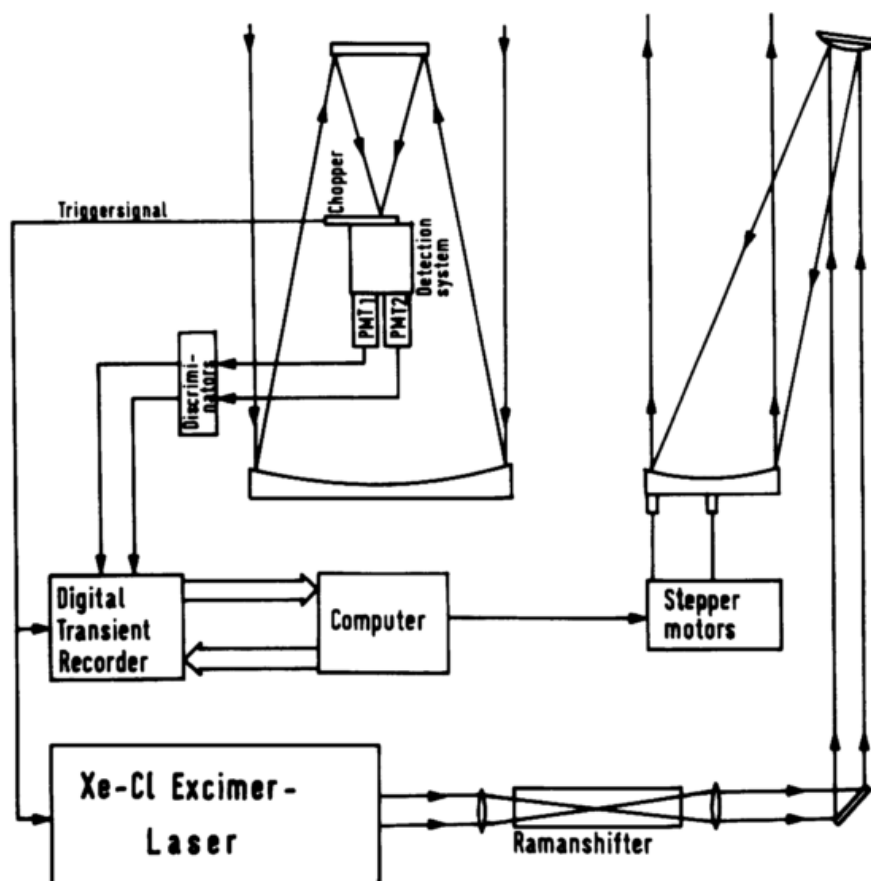 Triggersignal
Chopper
Detection
system
PMT1
PMT2
Discrimi-
nators
Digital
Transient
Recorder
Computer
Stepper
motors
Xe-Cl Excimer-
Laser
Ramanshifter